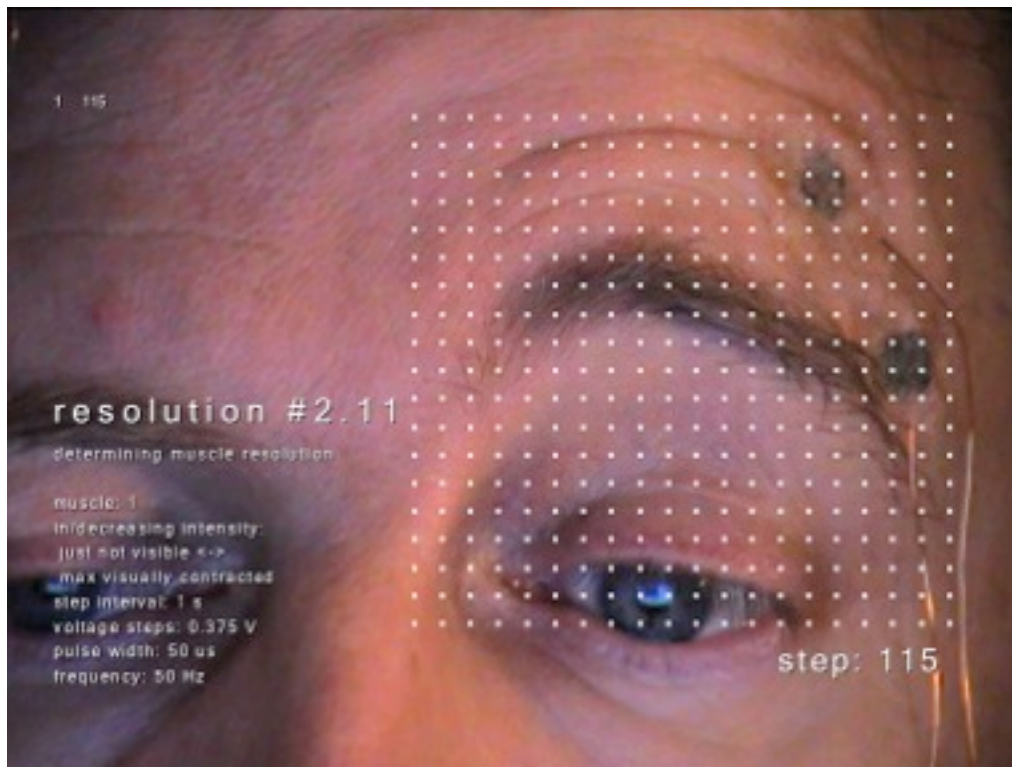 1 115
resolution #2.11
determining muscle resolution
muscle: 1
in/decreasing intensity:
just not visible <->
max visually contracted
step interval: 1 s
voltage steps: 0.375 V
pulse width: 50 us
frequency: 50 Hz
step: 115